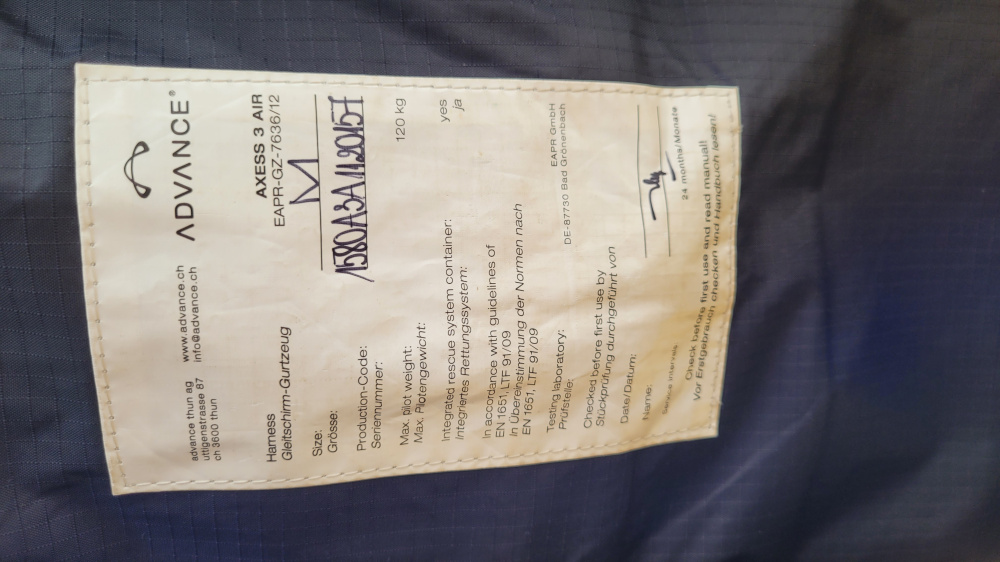 ADVANCE®
advance thun ag www.advance.ch
uttigenstrasse 87 info@advance.ch
ch 3600 thun
Harness AXESS 3 AIR
Gleitschirm-Gurtzeug EAPR-GZ-7636/12
Size: M
Grösse:
Production-Code:
Seriennummer:
Max. pilot weight: 120 kg
Max. Pilotengewicht:
Integrated rescue system container: yes
Integriertes Rettungssystem: ja
In accordance with guidelines of
EN 1651, LTF 91/09
In Übereinstimmung der Normen nach
EN 1651, LTF 91/09
Testing laboratory: EAPR GmbH
Prüfstelle: DE-87730 Bad Grönenbach
Checked before first use by
Stückprüfung durchgeführt von
Date/Datum:
Name:
Service intervals 24 months/Monate
Check before first use and read manual!
Vor Erstgebrauch checken und Handbuch lesen!